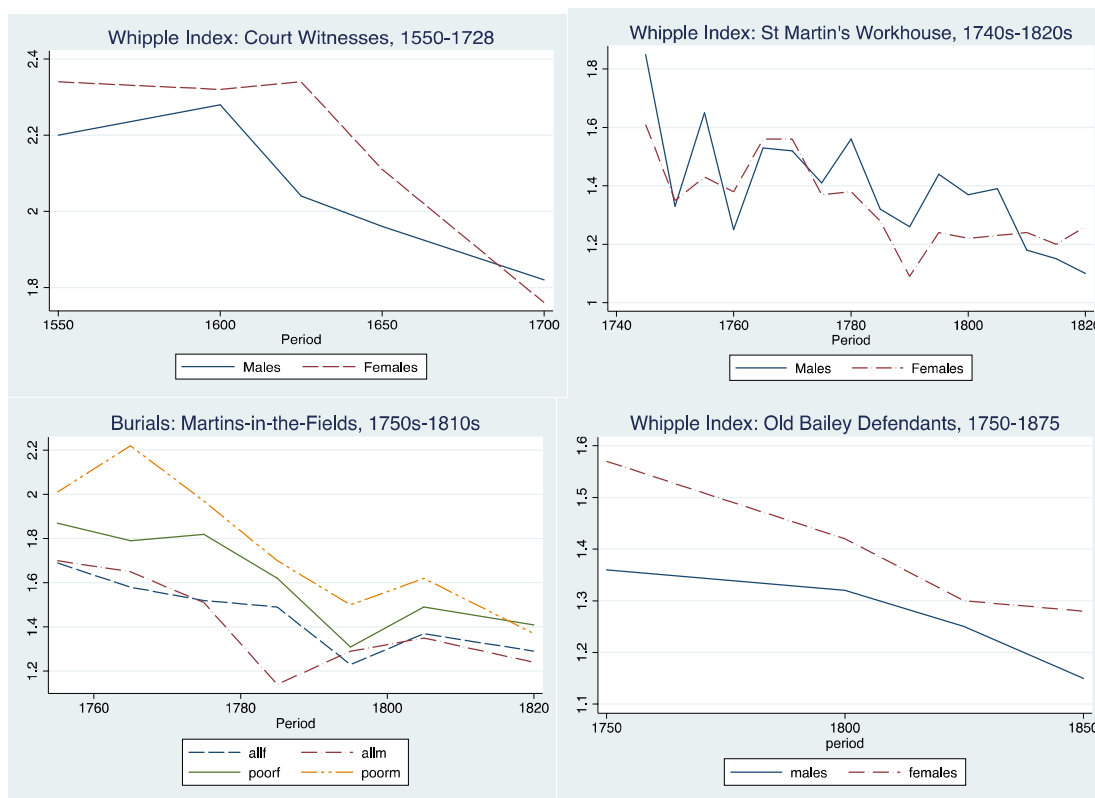 Whipple Index: Court Witnesses, 1550-1728
2.4
2.2
2
1.8
1550
1600
1650
1700
Period
Males
Females
Whipple Index: St Martin's Workhouse, 1740s-1820s
1.8
1.6
1.4
1.2
1
1740
1760
1780
1800
1820
Period
Males
Females
Burials: Martins-in-the-Fields, 1750s-1810s
2.2
2
1.8
1.6
1.4
1.2
1760
1780
1800
1820
Period
allf
allm
poorf
poorm
Whipple Index: Old Bailey Defendants, 1750-1875
1.6
1.5
1.4
1.3
1.2
1.1
1750
1800
1850
period
males
females